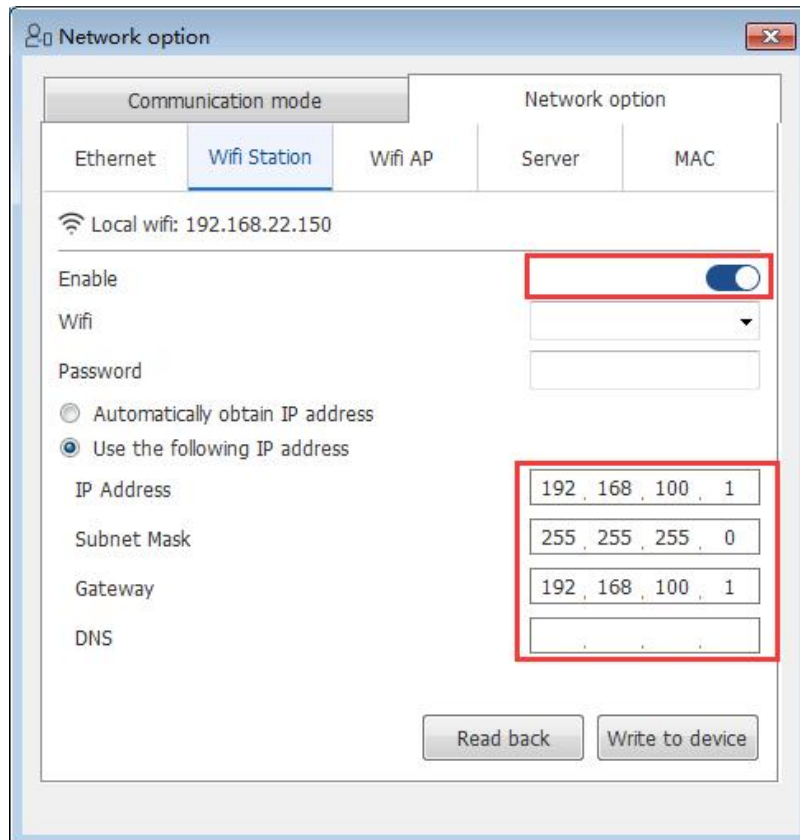 Network option
Communication mode Network option
Ethernet Wifi Station Wifi AP Server MAC
Local wifi: 192.168.22.150
Enable
Wifi
Password
Automatically obtain IP address
Use the following IP address
IP Address 192 . 168 . 100 . 1
Subnet Mask 255 . 255 . 255 . 0
Gateway 192 . 168 . 100 . 1
DNS . . .
Read back Write to device